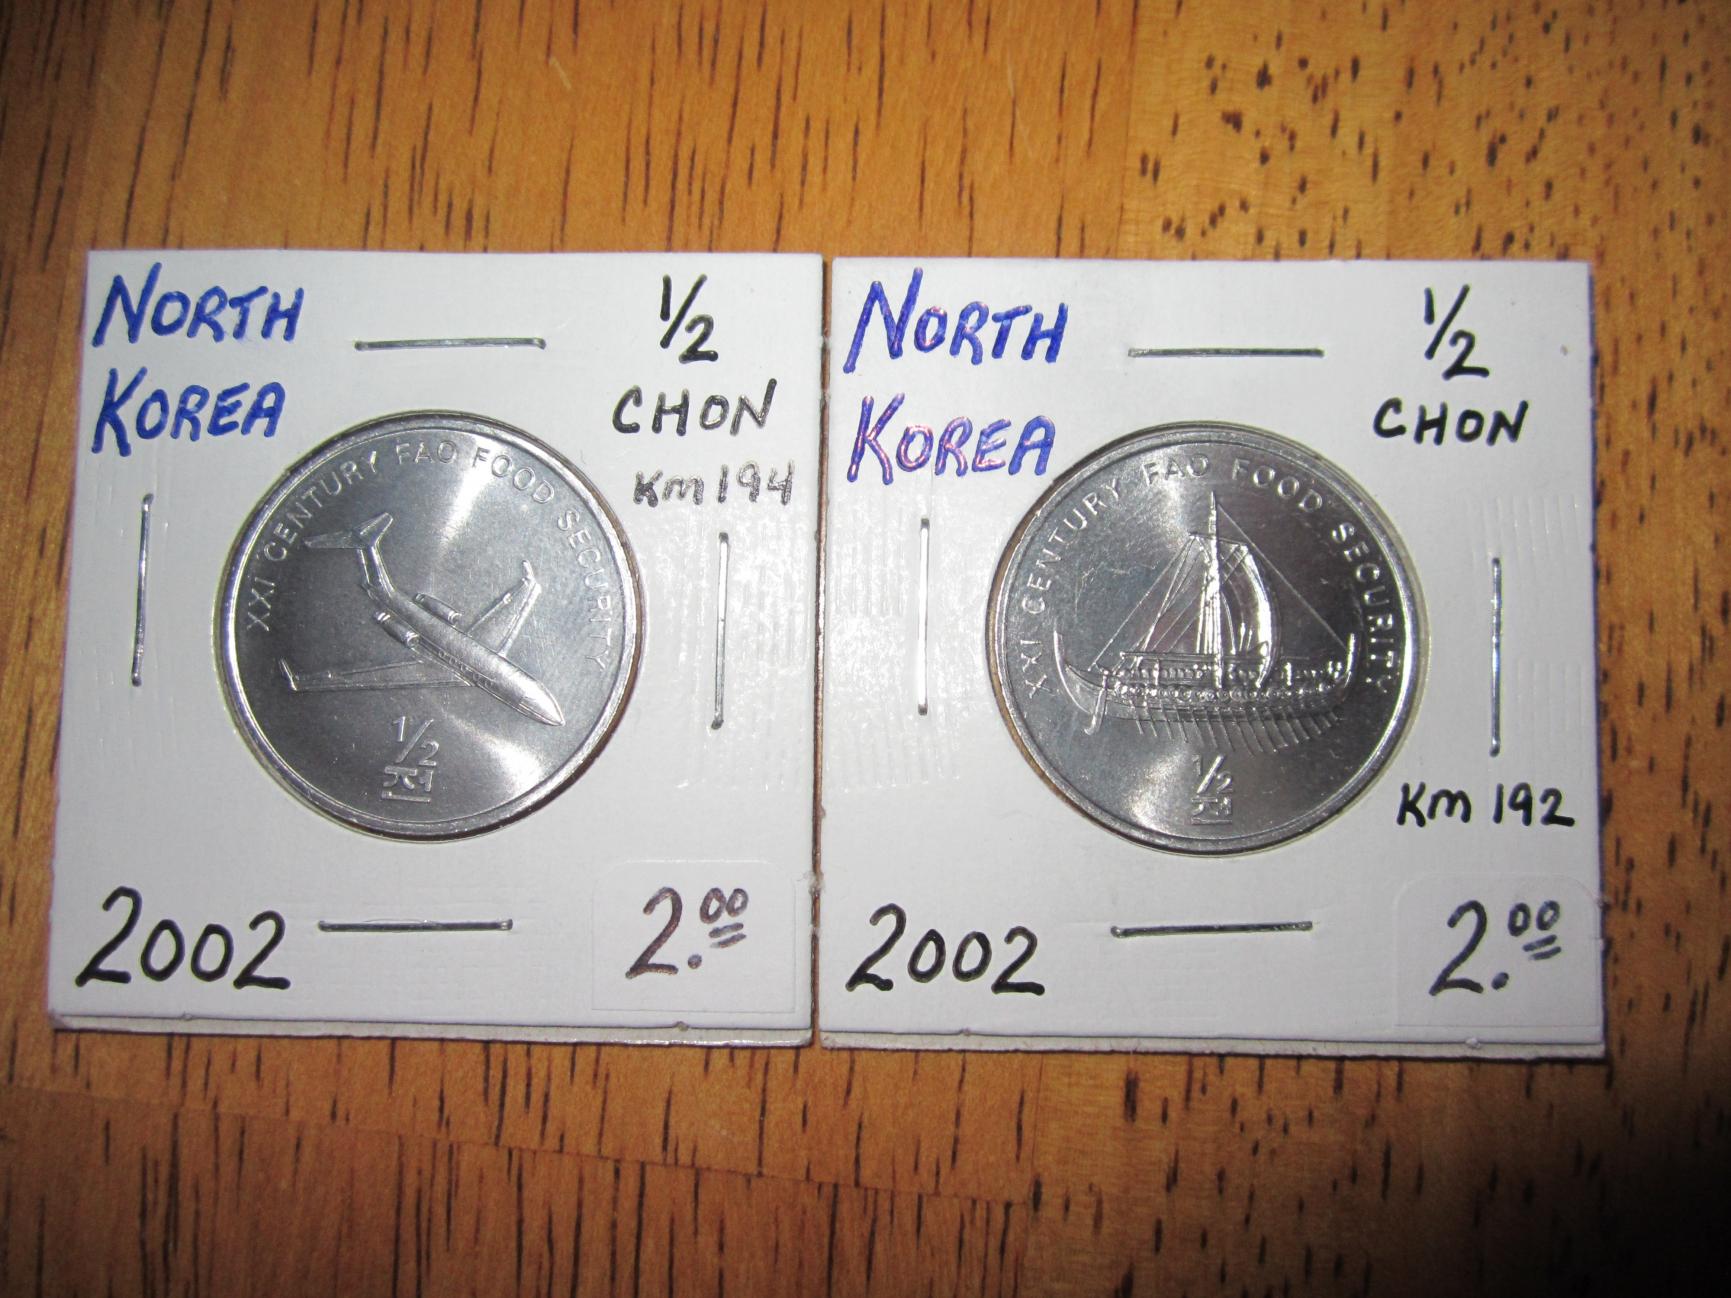 NORTH
KOREA
1/2
CHON
Km 194
XXI CENTURY FAO FOOD SECURITY
1/2
전
2002
2.00
NORTH
KOREA
1/2
CHON
XXI CENTURY FAO FOOD SECURITY
1/2
전
Km 192
2002
2.00